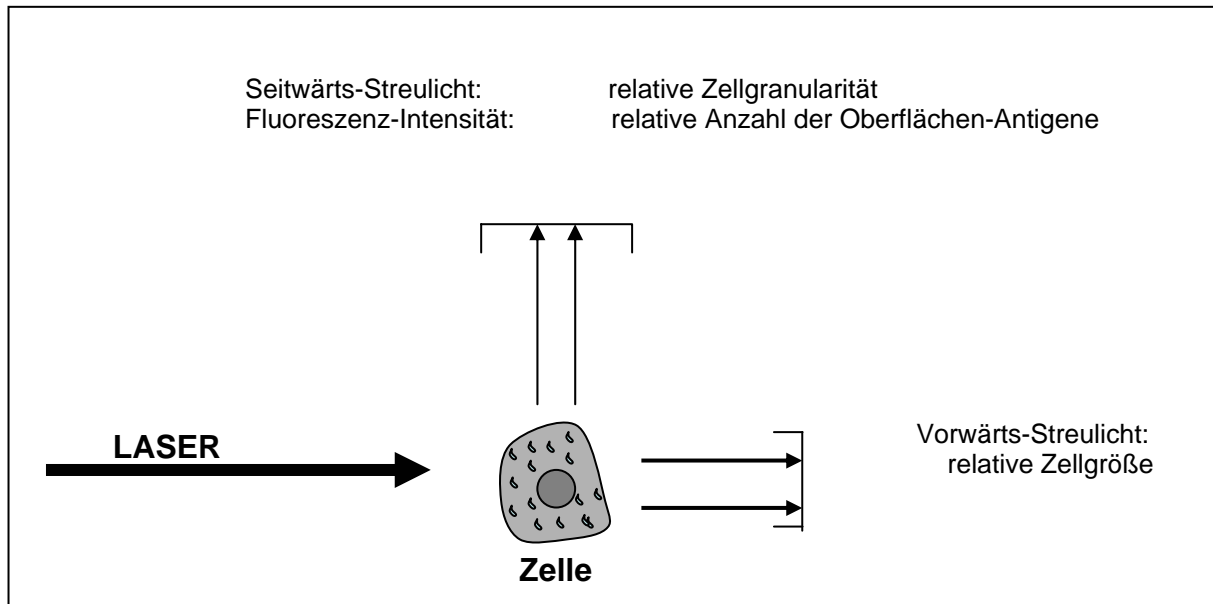 Seitwärts-Streulicht: relative Zellgranularität
Fluoreszenz-Intensität: relative Anzahl der Oberflächen-Antigene
LASER
Vorwärts-Streulicht:
relative Zellgröße
Zelle